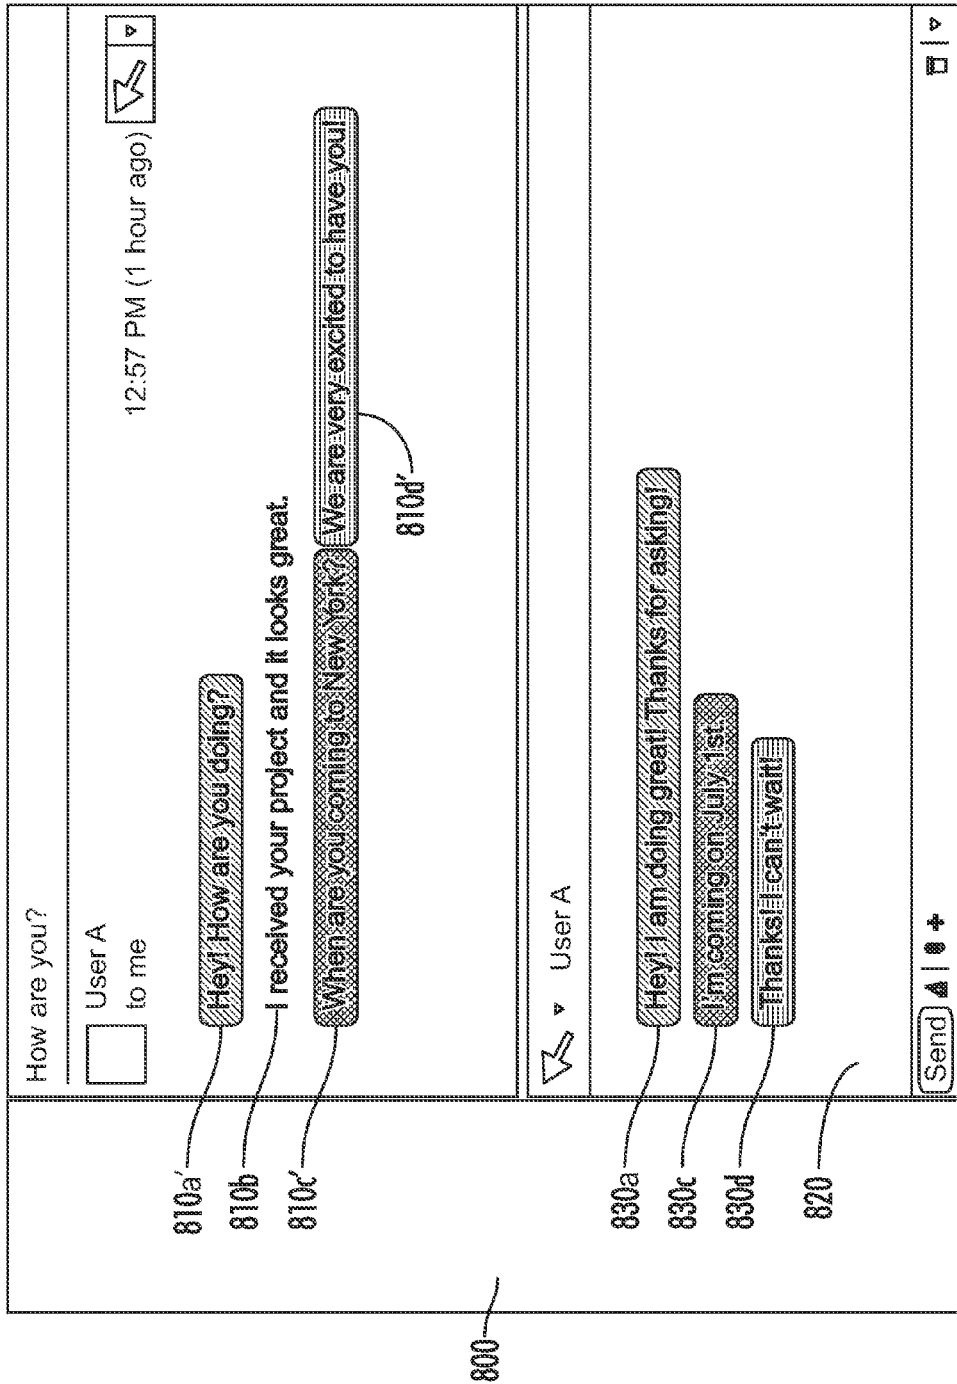 How are you?
User A
to me
12:57 PM (1 hour ago)
810a′ Hey! How are you doing?
810b I received your project and it looks great.
810c′ When are you coming to New York? We are very excited to have you!
810d′
User A
830a Hey! I am doing great! Thanks for asking!
830c I'm coming on July 1st.
830d Thanks! I can't wait!
820
Send
800